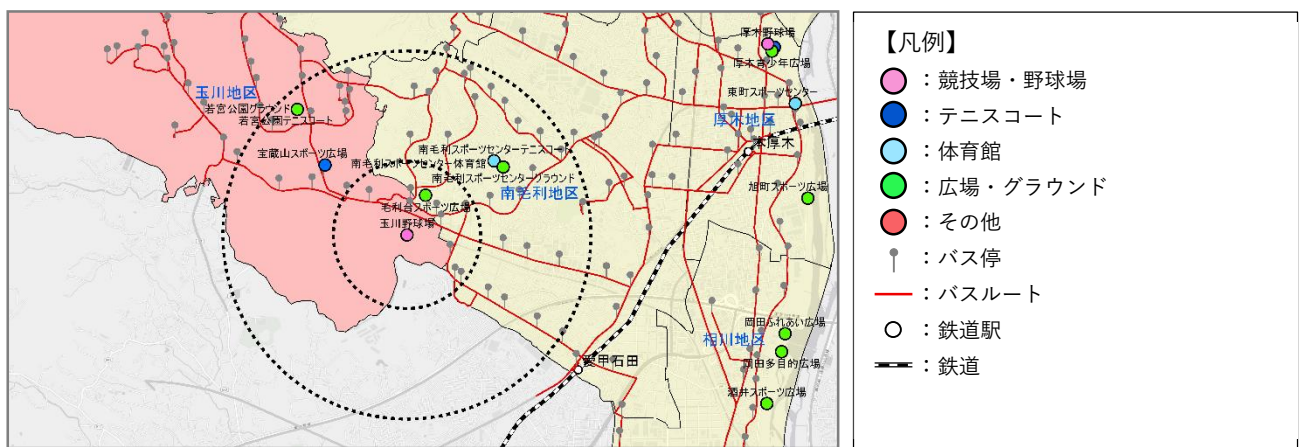 厚木野球場
厚木青少年広場
東町スポーツセンター
玉川地区
若宮公園グラウンド
若宮公園テニスコート
厚木地区
本厚木
宝蔵山スポーツ広場
南毛利スポーツセンターテニスコート
南毛利スポーツセンター体育館
南毛利スポーツセンターグラウンド
南毛利地区
旭町スポーツ広場
毛利台スポーツ広場
玉川野球場
岡田ふれあい広場
相川地区
岡田多目的広場
愛甲石田
酒井スポーツ広場
【凡例】
：競技場・野球場
：テニスコート
：体育館
：広場・グラウンド
：その他
：バス停
：バスルート
：鉄道駅
：鉄道